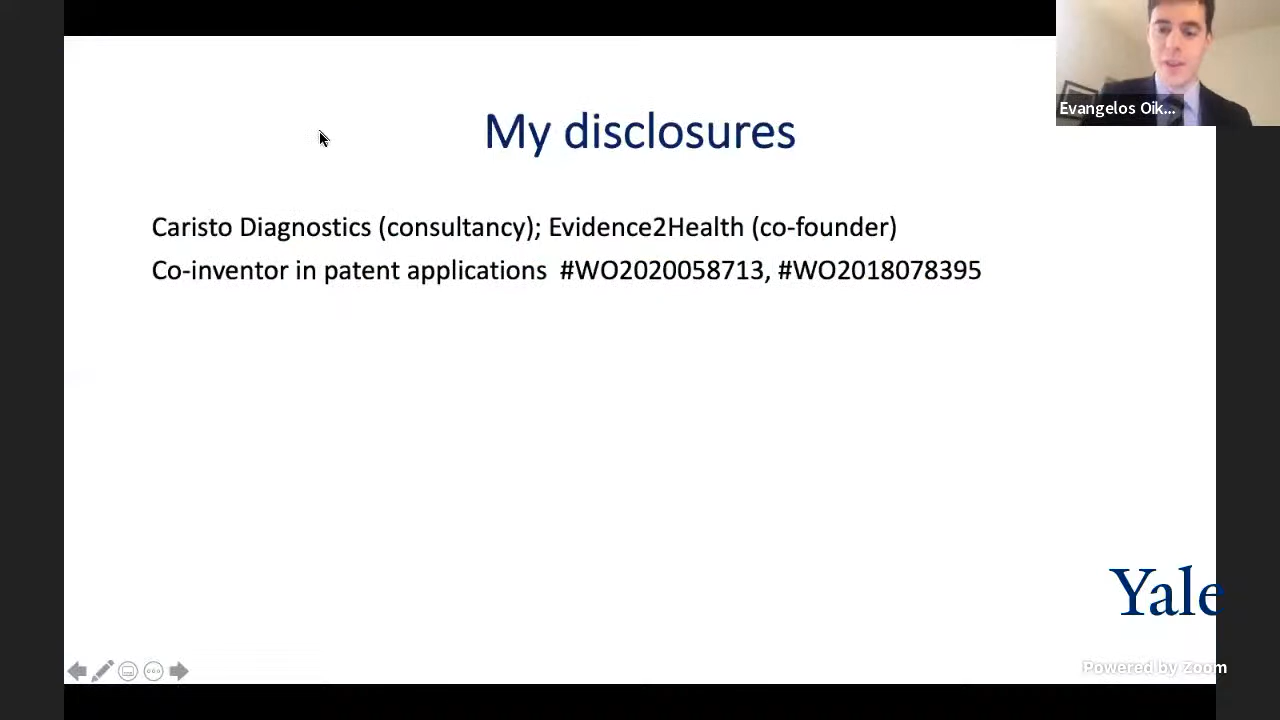 Evangelos Oik...
My disclosures
Caristo Diagnostics (consultancy); Evidence2Health (co-founder)
Co-inventor in patent applications #WO2020058713, #WO2018078395
Yale
Powered by Zoom